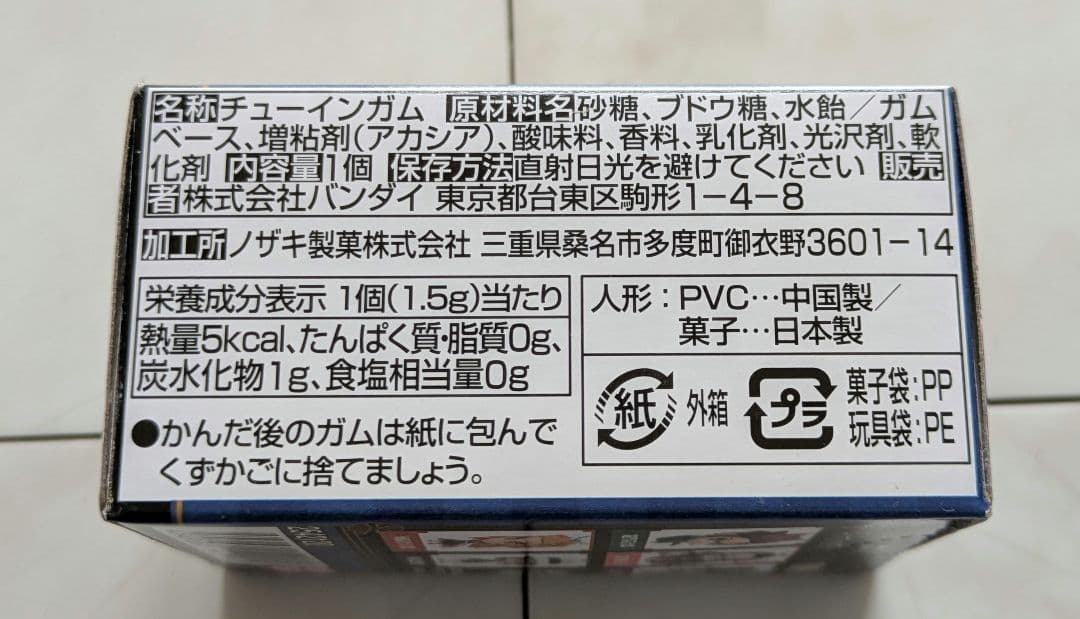 名称チューインガム 原材料名砂糖、ブドウ糖、水飴／ガム
ベース、増粘剤(アカシア)、酸味料、香料、乳化剤、光沢剤、軟
化剤 内容量1個 保存方法直射日光を避けてください 販売
者株式会社バンダイ 東京都台東区駒形1-4-8
加工所ノザキ製菓株式会社 三重県桑名市多度町御衣野3601-14
栄養成分表示 1個(1.5g)当たり
熱量5kcal、たんぱく質・脂質0g、
炭水化物1g、食塩相当量0g
●かんだ後のガムは紙に包んで
くずかごに捨てましょう。
人形：PVC…中国製／
菓子…日本製
紙 外箱
プラ 菓子袋:PP
玩具袋:PE